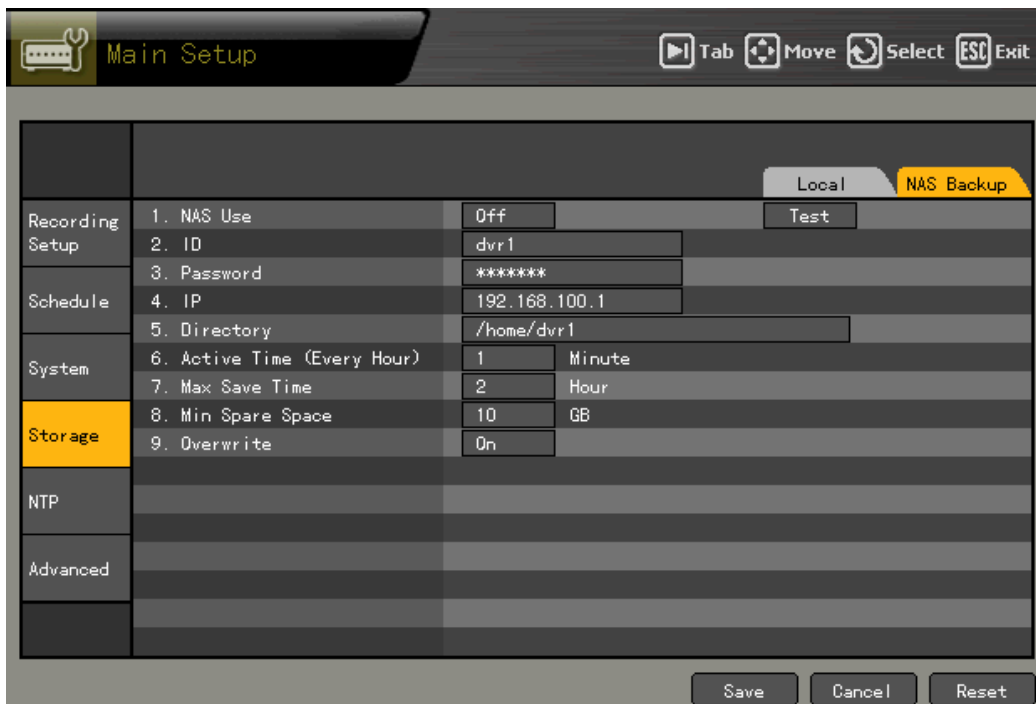 Main Setup
Tab Move Select ESC Exit
Local NAS Backup
Recording Setup
Schedule
System
Storage
NTP
Advanced
1. NAS Use Off Test
2. ID dvr1
3. Password *******
4. IP 192.168.100.1
5. Directory /home/dvr1
6. Active Time (Every Hour) 1 Minute
7. Max Save Time 2 Hour
8. Min Spare Space 10 GB
9. Overwrite On
Save Cancel Reset